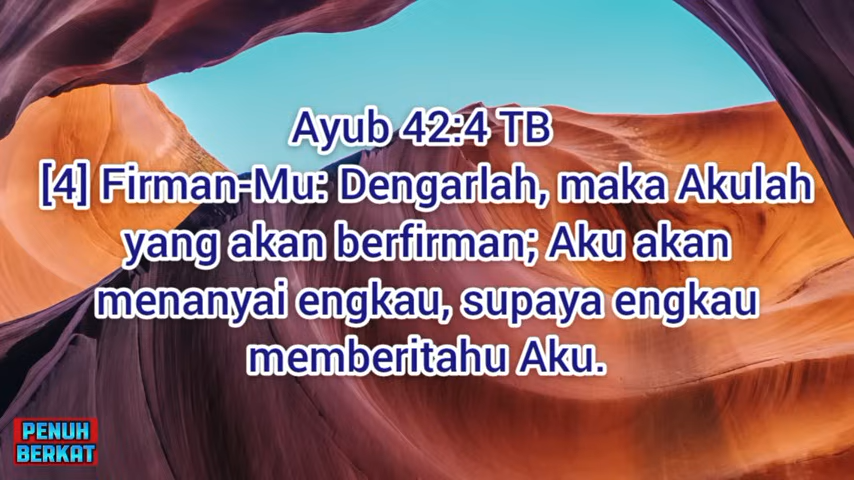 Ayub 42:4 TB
[4] Firman-Mu: Dengarlah, maka Akulah
yang akan berfirman; Aku akan
menanyai engkau, supaya engkau
memberitahu Aku.
PENUH
BERKAT